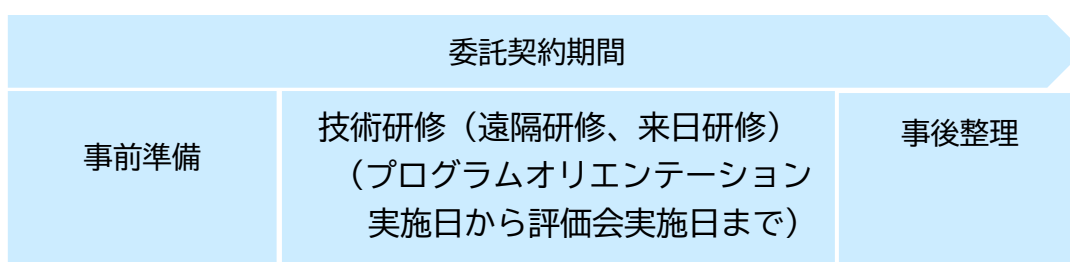 委託契約期間
事前準備
技術研修（遠隔研修、来日研修）
（プログラムオリエンテーション
実施日から評価会実施日まで）
事後整理